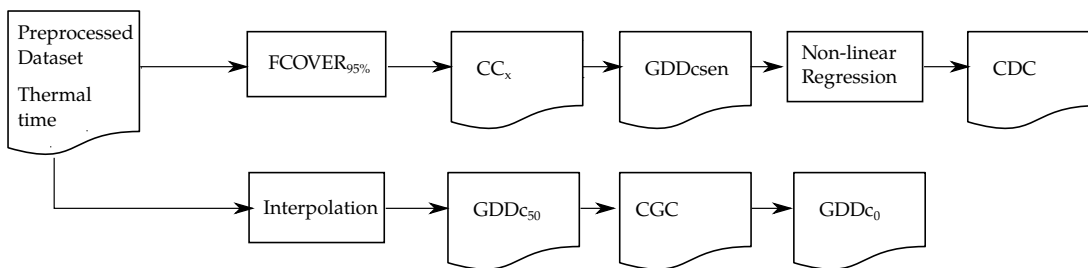 Preprocessed
Dataset
Thermal
time
FCOVER95%
CCx
GDDcsen
Non-linear
Regression
CDC
Interpolation
GDDc50
CGC
GDDc0